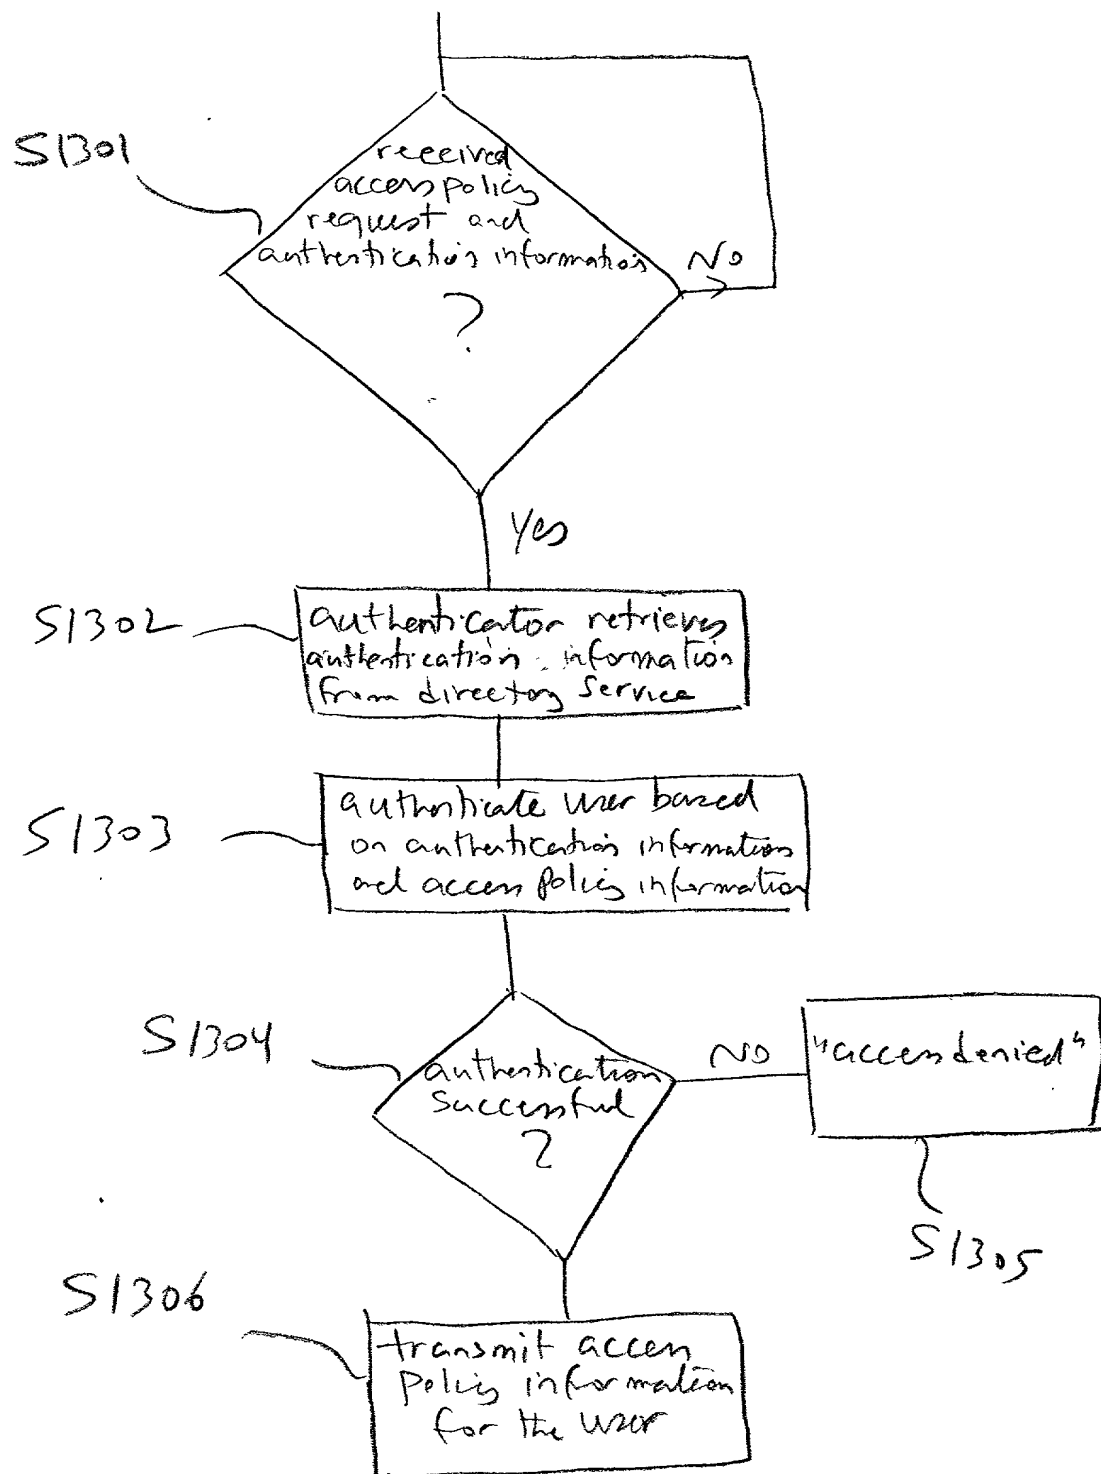 S1301
received
access policy
request and
authentication information
?
NO
Yes
S1302
authenticator retrieves
authentication information
from directory service
S1303
authenticate user based
on authentication information
and access policy information
S1304
authentication
successful
?
NO
"access denied"
S1305
S1306
transmit access
policy information
for the user